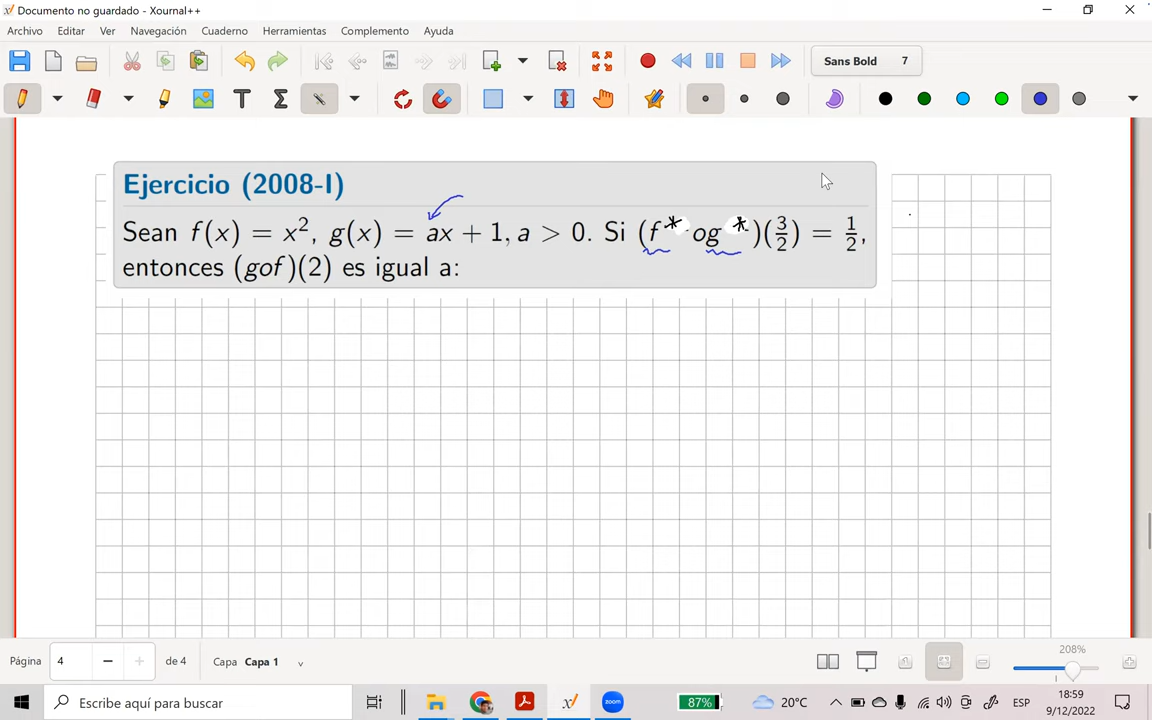 Documento no guardado - Xournal++
Archivo Editar Ver Navegación Cuaderno Herramientas Complemento Ayuda
Sans Bold 7
Ejercicio (2008-I)
Sean f(x) = x², g(x) = ax + 1, a > 0. Si (f* og*)(3/2) = 1/2,
entonces (gof)(2) es igual a:
Página 4 de 4 Capa Capa 1 208%
Escribe aquí para buscar 87% 20°C ESP 18:59
9/12/2022